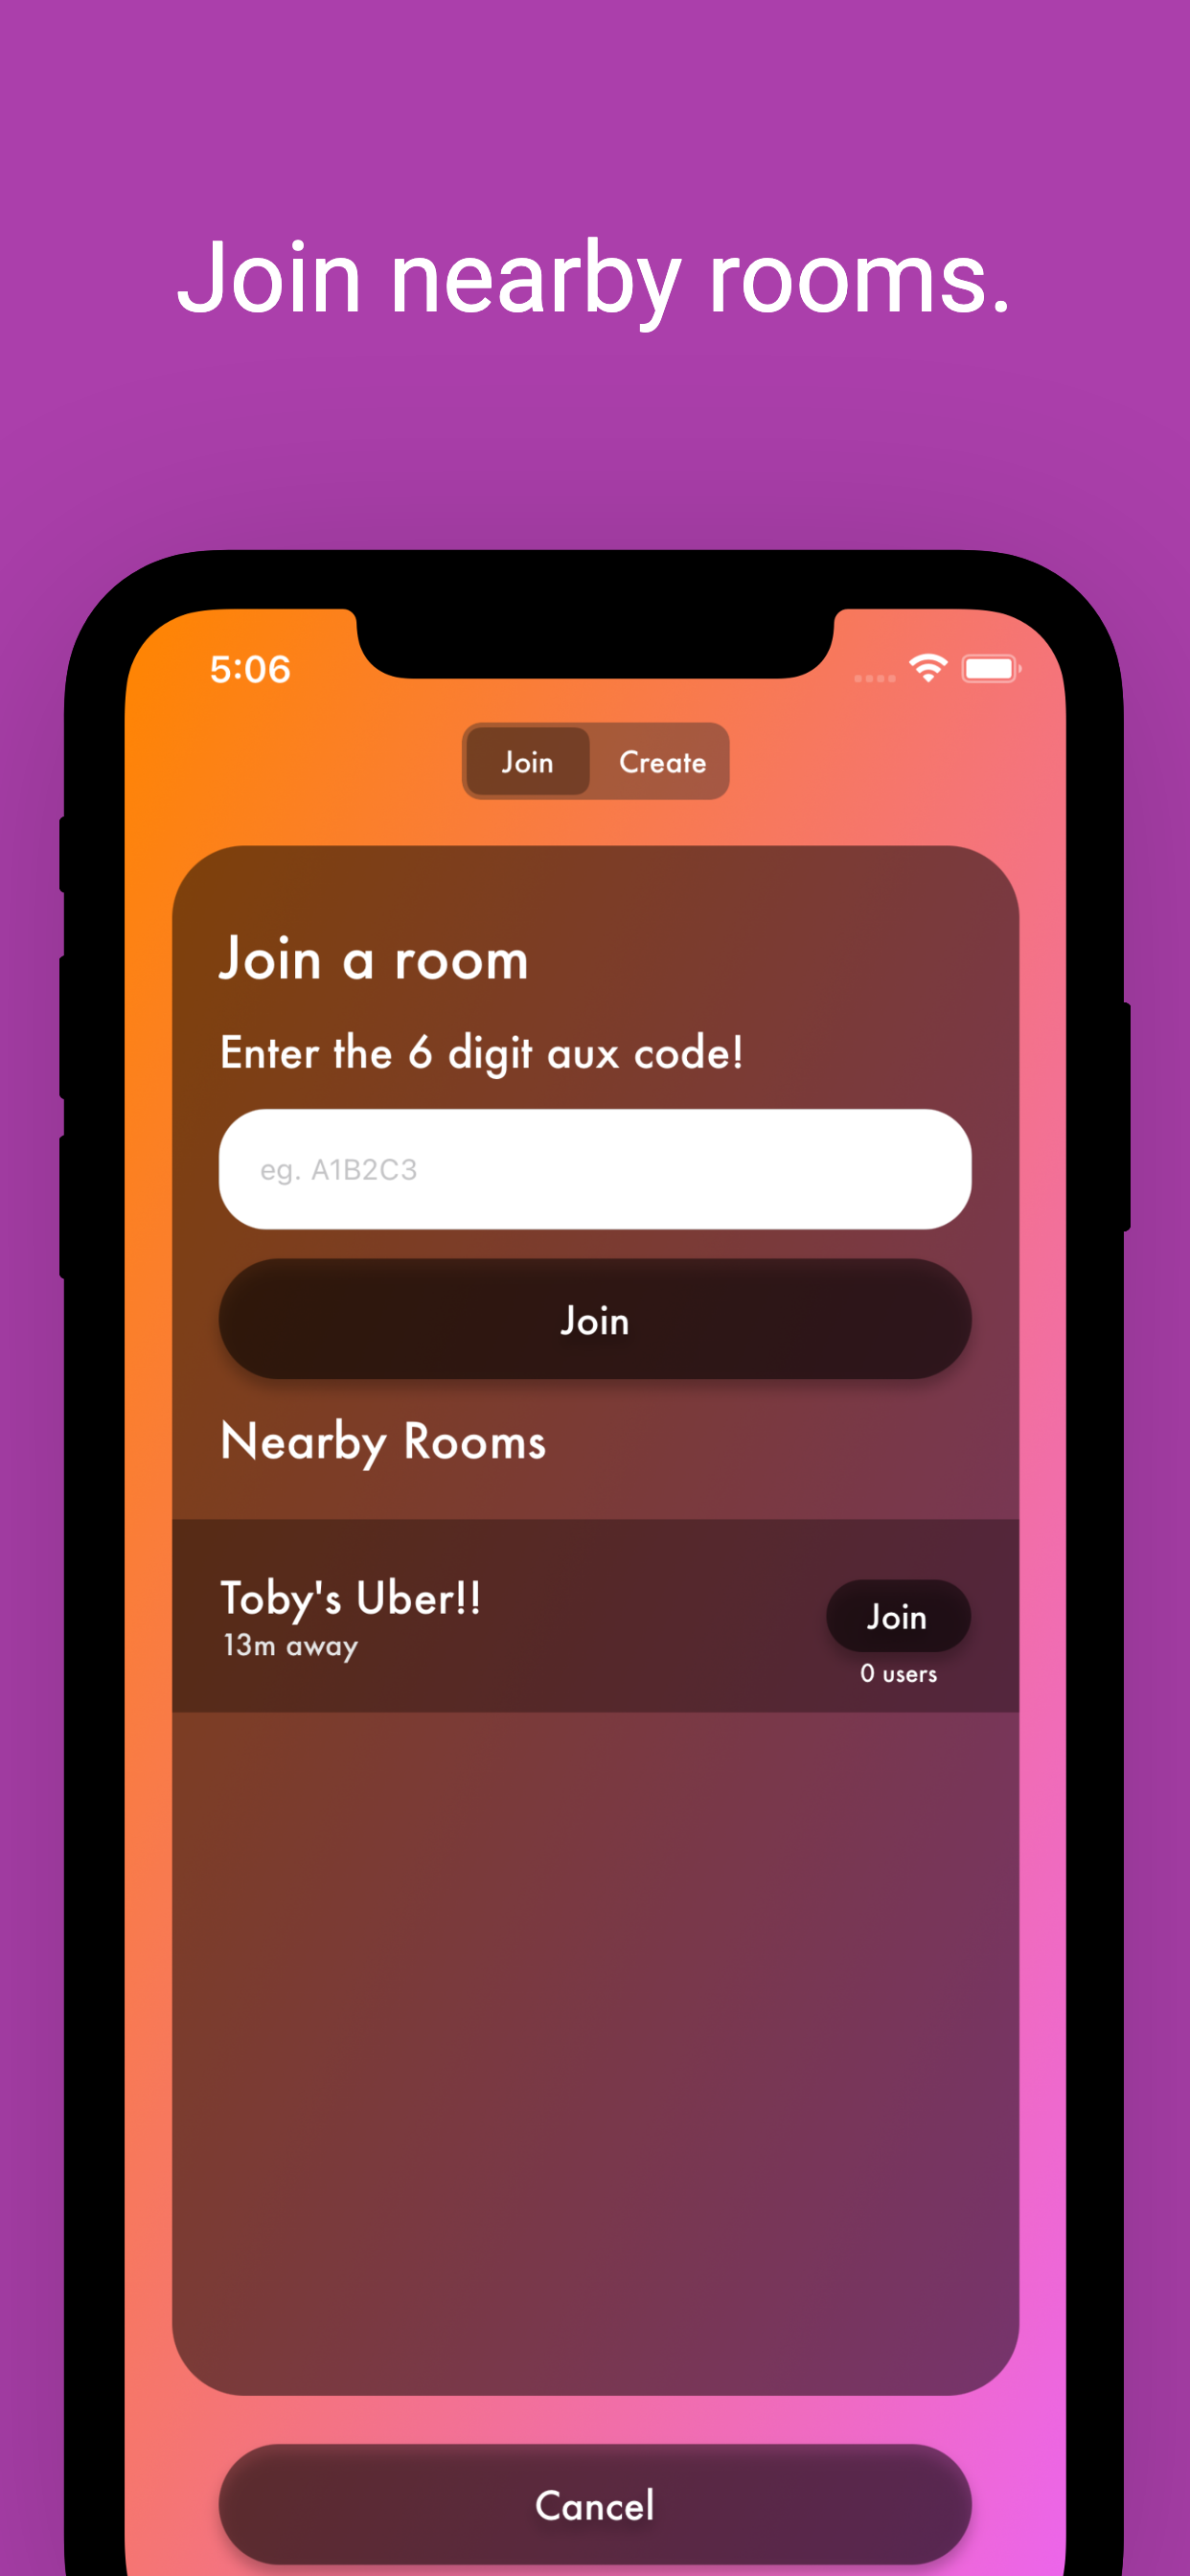 Join nearby rooms.
5:06
Join Create
Join a room
Enter the 6 digit aux code!
eg. A1B2C3
Join
Nearby Rooms
Toby's Uber!!
13m away
Join
0 users
Cancel